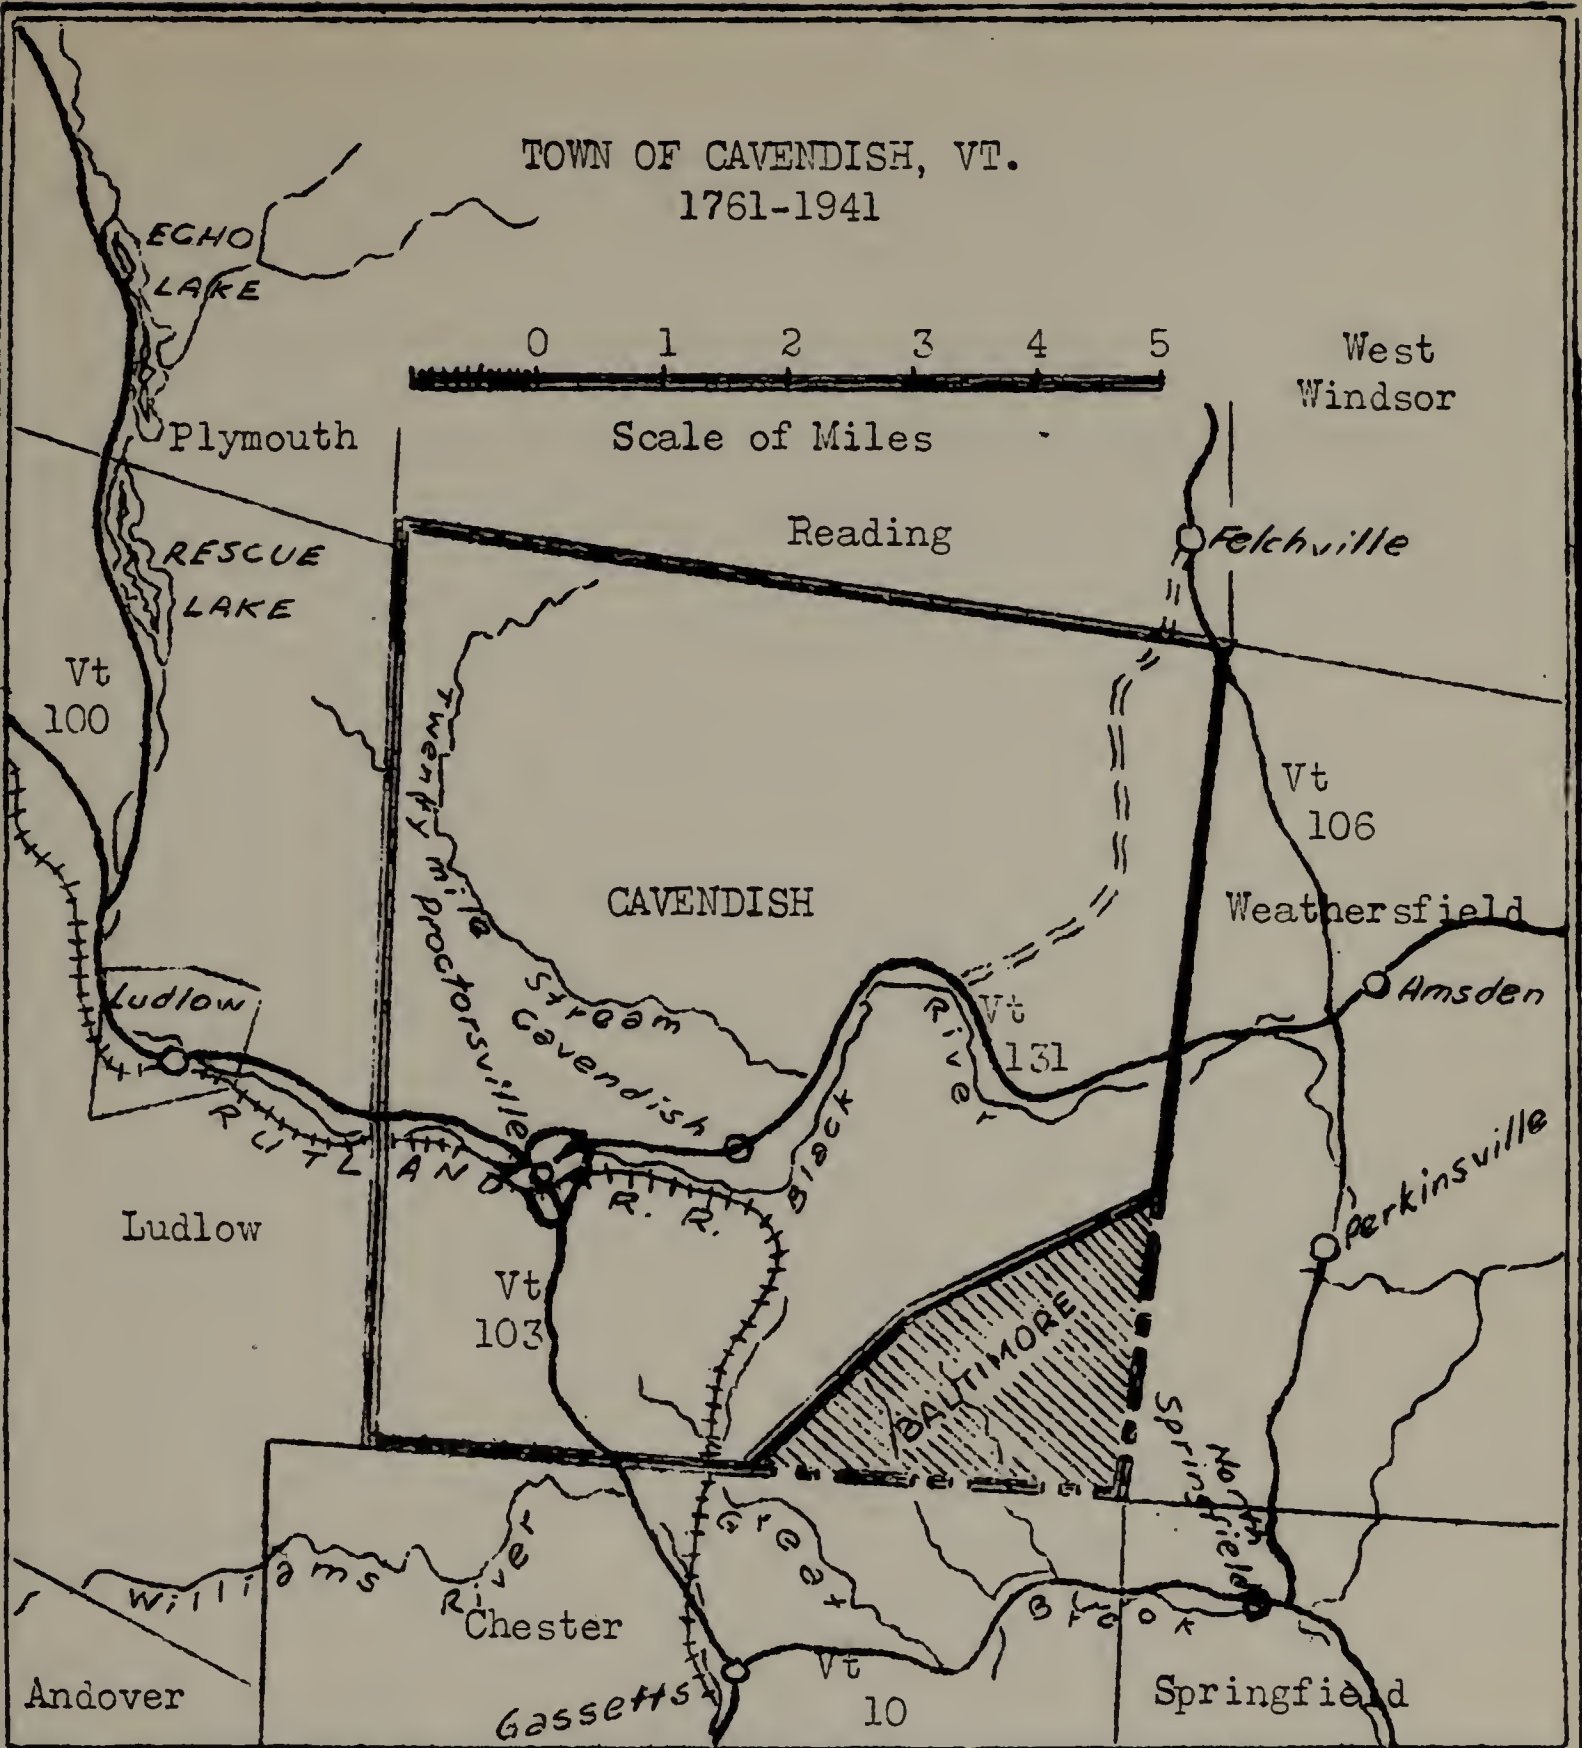 TOWN OF CAVENDISH, VT.
1761-1941
ECHO
LAKE
0 1 2 3 4 5
Scale of Miles
West
Windsor
Plymouth
Reading
Felchville
RESCUE
LAKE
Vt
100
Twenty mile
Stream
Vt
106
CAVENDISH
Weathersfield
Proctorsville
Cavendish
Ludlow
Amsden
Black
River
Vt
131
RUTLAND R. R.
Perkinsville
Ludlow
Vt
103
BALTIMORE
North
Springfield
Williams River
Great Brook
Chester
Andover
Gassetts
Vt
10
Springfield